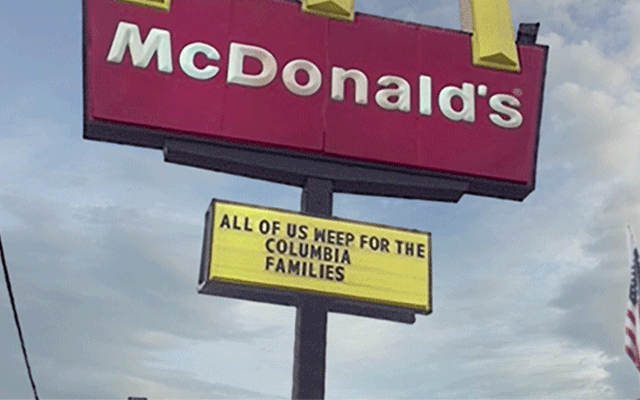 McDonald's®
ALL OF US WEEP FOR THE
COLUMBIA
FAMILIES